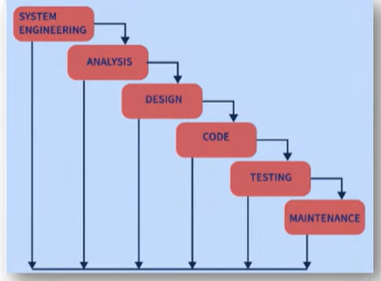 SYSTEM
ENGINEERING
ANALYSIS
DESIGN
CODE
TESTING
MAINTENANCE